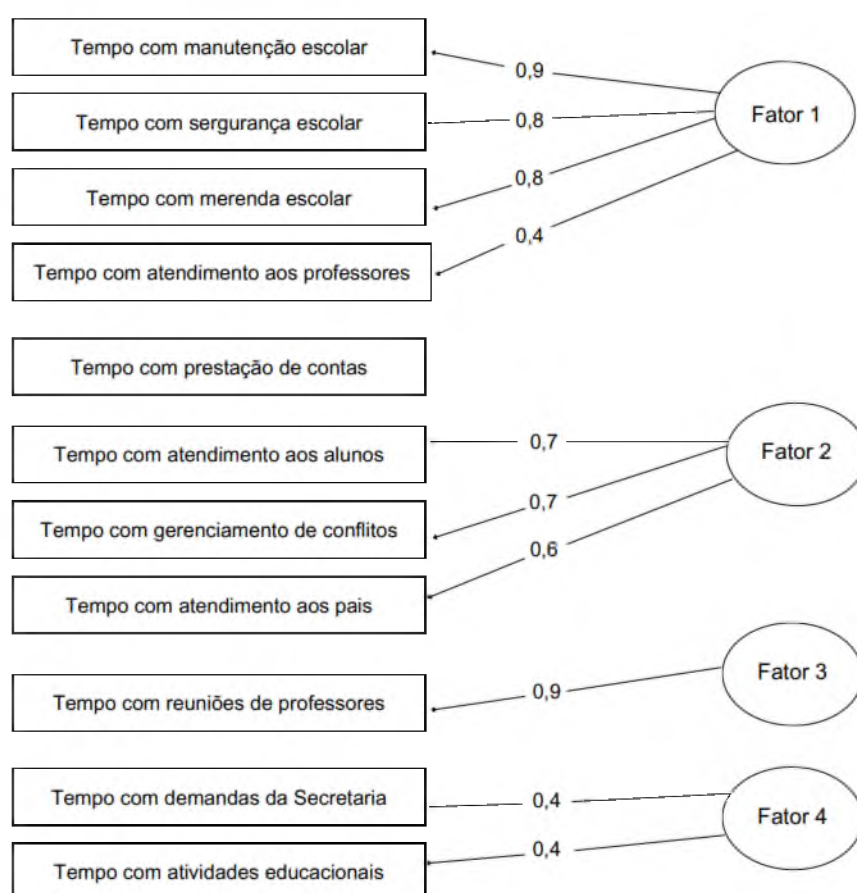 Tempo com manutenção escolar
0,9
Tempo com sergurança escolar
0,8
Fator 1
Tempo com merenda escolar
0,8
Tempo com atendimento aos professores
0,4
Tempo com prestação de contas
Tempo com atendimento aos alunos
0,7
Fator 2
Tempo com gerenciamento de conflitos
0,7
Tempo com atendimento aos pais
0,6
Tempo com reuniões de professores
0,9
Fator 3
Tempo com demandas da Secretaria
0,4
Fator 4
Tempo com atividades educacionais
0,4